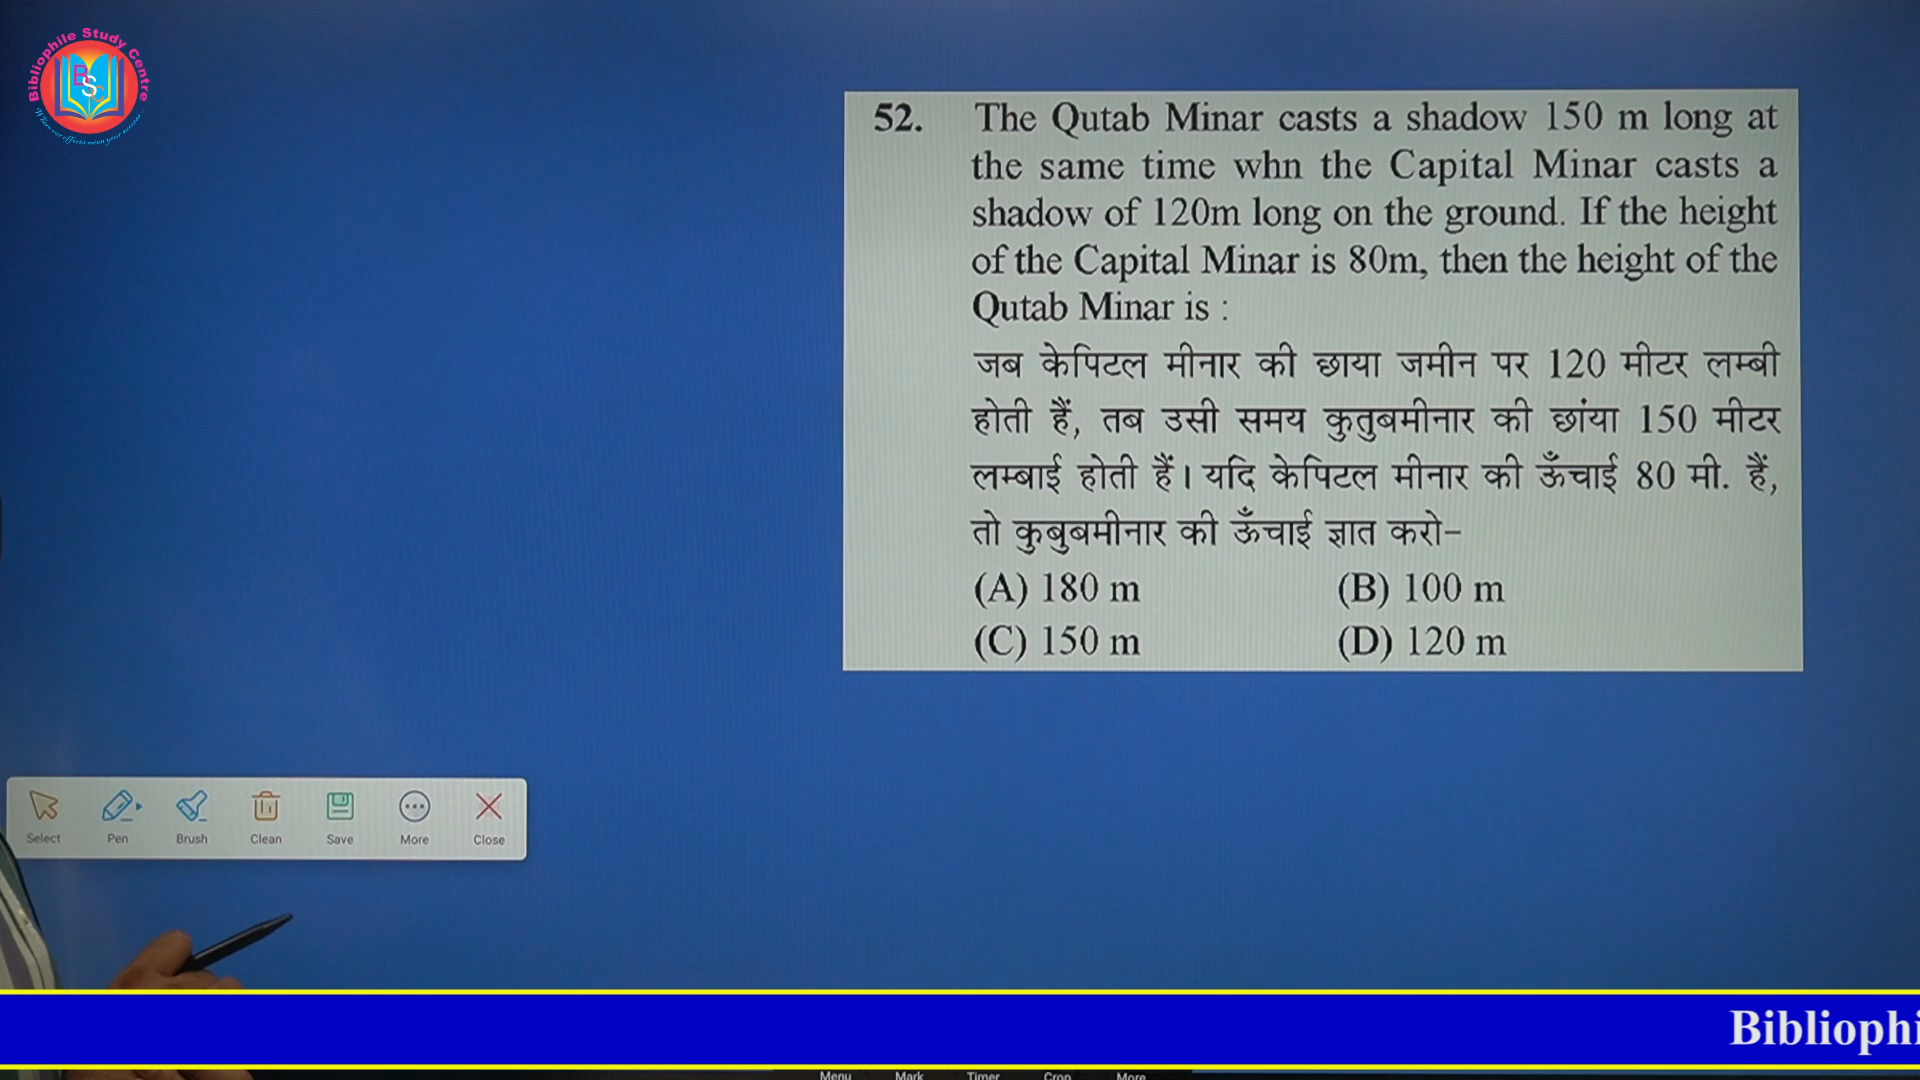 Bibliophile Study Centre
BSC
52. The Qutab Minar casts a shadow 150 m long at
the same time whn the Capital Minar casts a
shadow of 120m long on the ground. If the height
of the Capital Minar is 80m, then the height of the
Qutab Minar is :
जब केपिटल मीनार की छाया जमीन पर 120 मीटर लम्बी
होती हैं, तब उसी समय कुतुबमीनार की छांया 150 मीटर
लम्बाई होती हैं। यदि केपिटल मीनार की ऊँचाई 80 मी. हैं,
तो कुबुबमीनार की ऊँचाई ज्ञात करो-
(A) 180 m (B) 100 m
(C) 150 m (D) 120 m
Select Pen Brush Clean Save More Close
Bibliophi
Menu Mark Timer Crop More